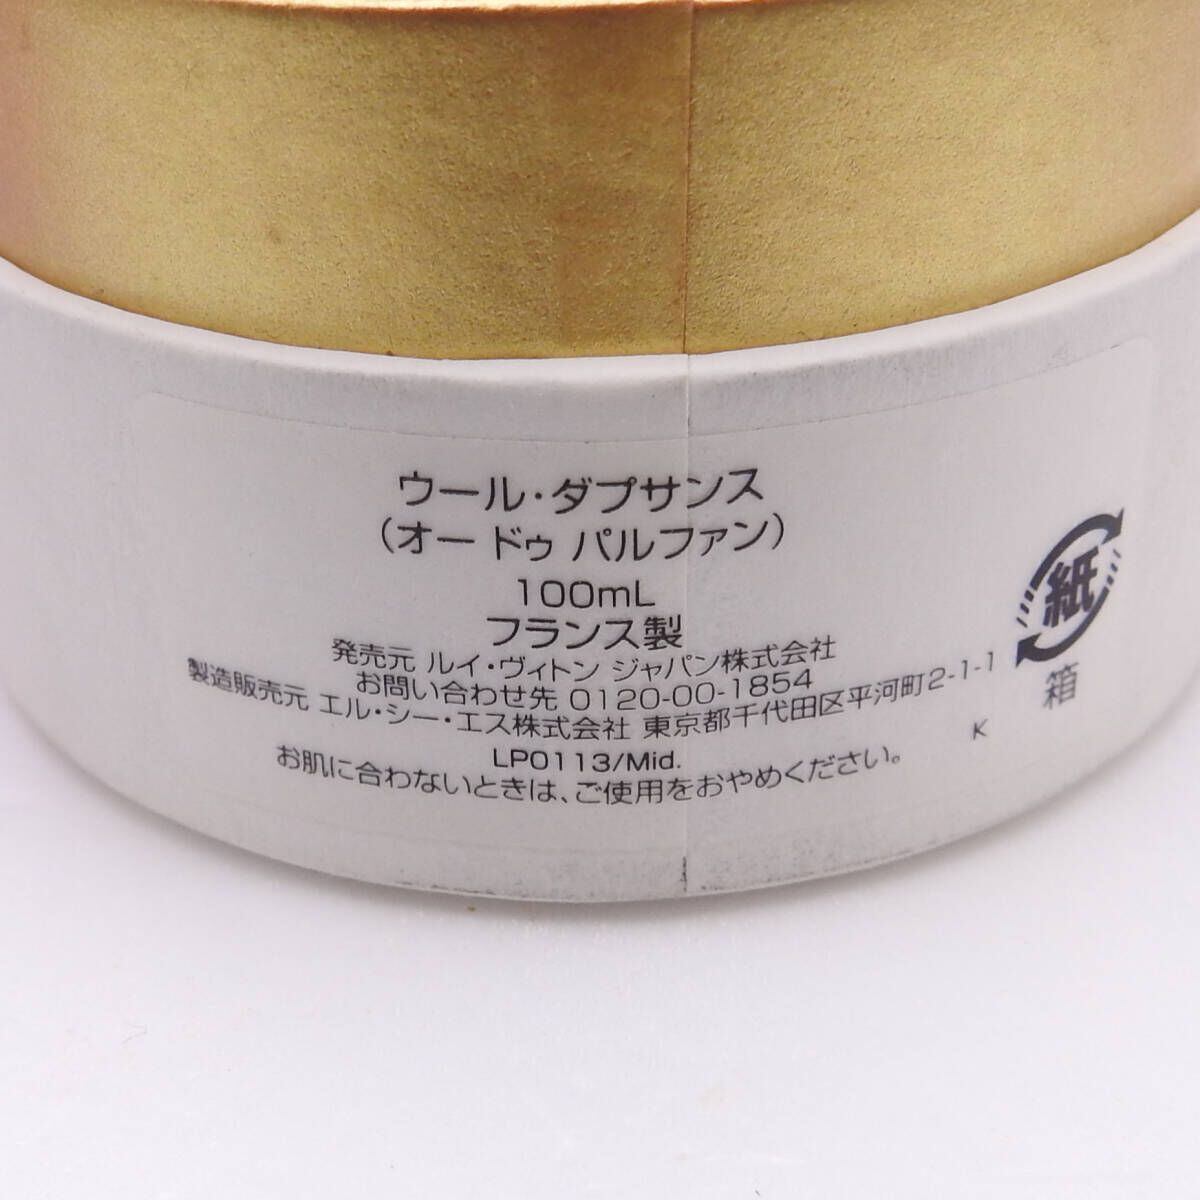 ウール・ダプサンス
(オー ドゥ パルファン)
100mL
フランス製
発売元 ルイ・ヴィトン ジャパン株式会社
お問い合わせ先 0120-00-1854
製造販売元 エル・シー・エス株式会社 東京都千代田区平河町2-1-1
LP0113/Mid.
K
お肌に合わないときは、ご使用をおやめください。
紙
箱